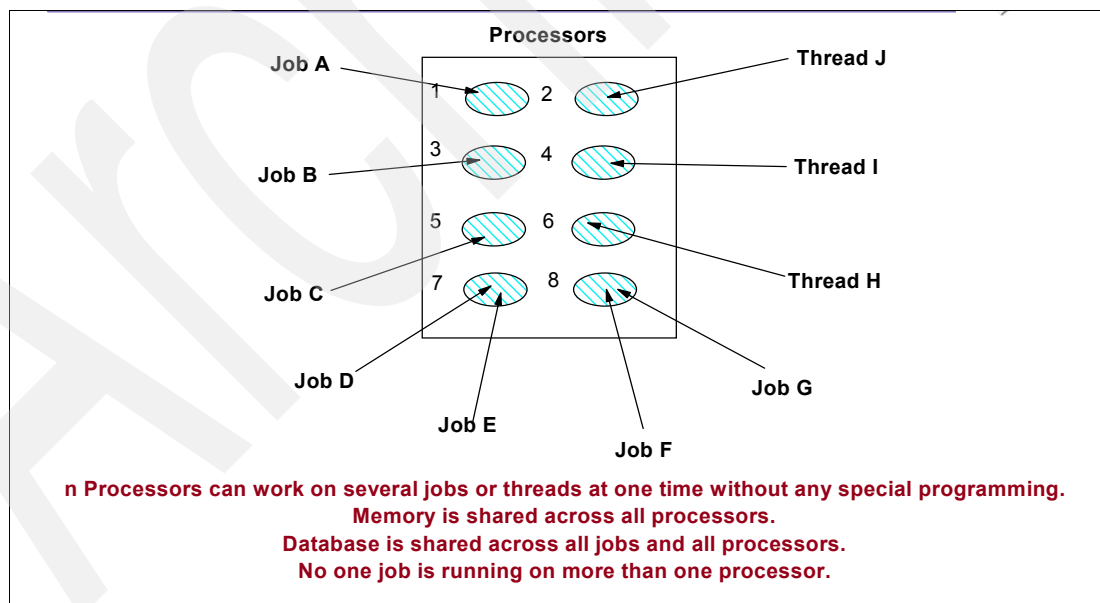 Processors
Job A
Thread J
1
2
3
4
Job B
Thread I
5
6
Job C
Thread H
7
8
Job D
Job G
Job E
Job F
n Processors can work on several jobs or threads at one time without any special programming.
Memory is shared across all processors.
Database is shared across all jobs and all processors.
No one job is running on more than one processor.